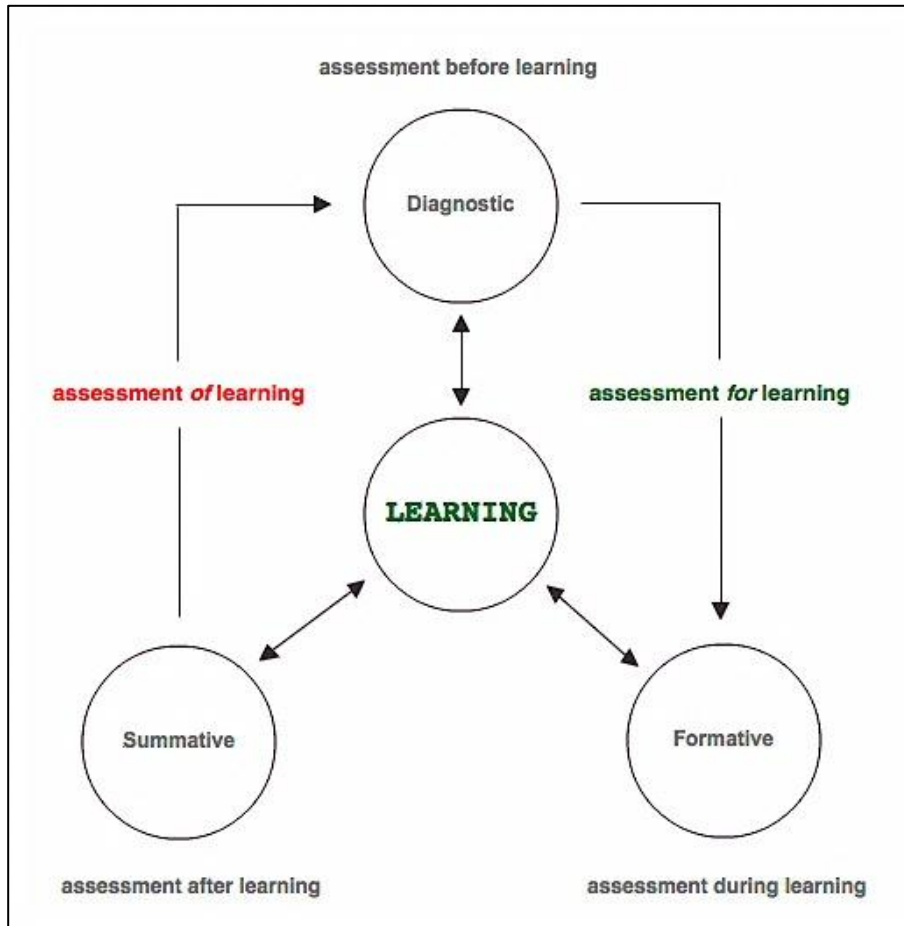 assessment before learning
Diagnostic
assessment of learning
assessment for learning
LEARNING
Summative
Formative
assessment after learning
assessment during learning